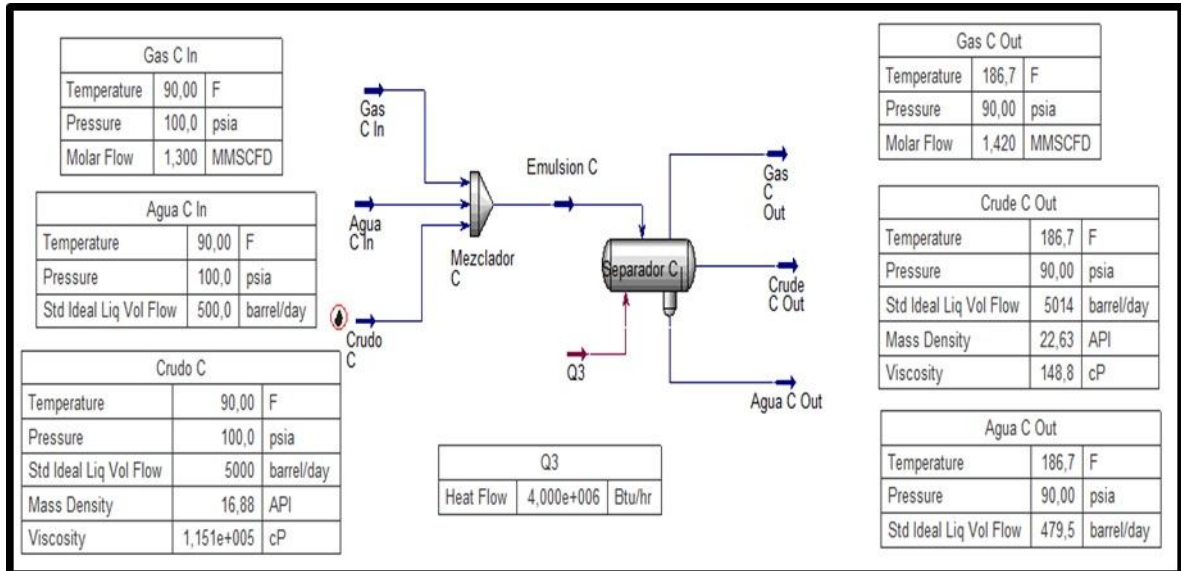 Gas C In
Temperature 90,00 F
Pressure 100,0 psia
Molar Flow 1,300 MMSCFD
Agua C In
Temperature 90,00 F
Pressure 100,0 psia
Std Ideal Liq Vol Flow 500,0 barrel/day
Crudo C
Temperature 90,00 F
Pressure 100,0 psia
Std Ideal Liq Vol Flow 5000 barrel/day
Mass Density 16,88 API
Viscosity 1,151e+005 cP
Gas
C In
Agua
C In
Crudo
C
Mezclador
C
Emulsion C
Separador C
Q3
Gas
C
Out
Crude
C Out
Agua C Out
Q3
Heat Flow 4,000e+006 Btu/hr
Gas C Out
Temperature 186,7 F
Pressure 90,00 psia
Molar Flow 1,420 MMSCFD
Crude C Out
Temperature 186,7 F
Pressure 90,00 psia
Std Ideal Liq Vol Flow 5014 barrel/day
Mass Density 22,63 API
Viscosity 148,8 cP
Agua C Out
Temperature 186,7 F
Pressure 90,00 psia
Std Ideal Liq Vol Flow 479,5 barrel/day